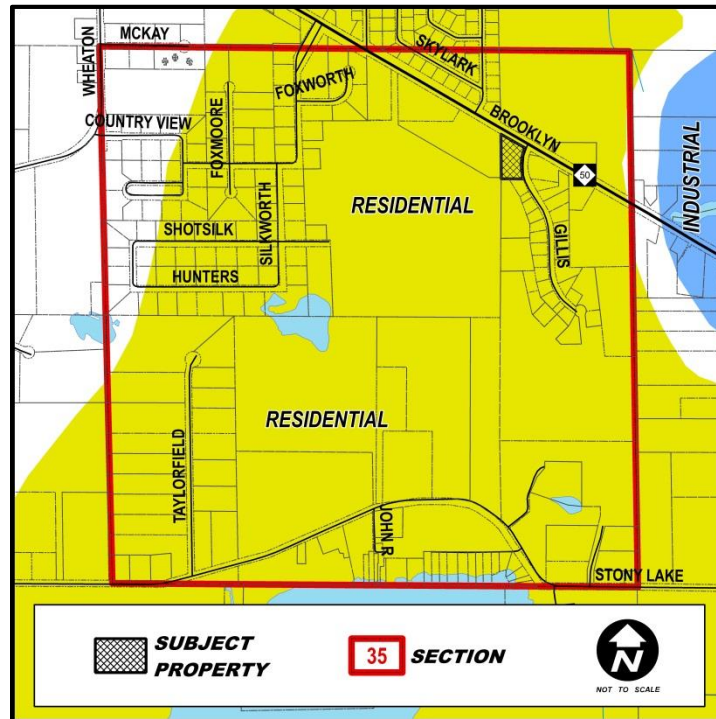 MCKAY
WHEATON
SKYLARK
FOXWORTH
BROOKLYN
COUNTRY VIEW
FOXMOORE
50
INDUSTRIAL
SILKWORTH
RESIDENTIAL
SHOTSILK
GILLIS
HUNTERS
RESIDENTIAL
TAYLORFIELD
JOHN R
STONY LAKE
SUBJECT
PROPERTY
35 SECTION
N
NOT TO SCALE